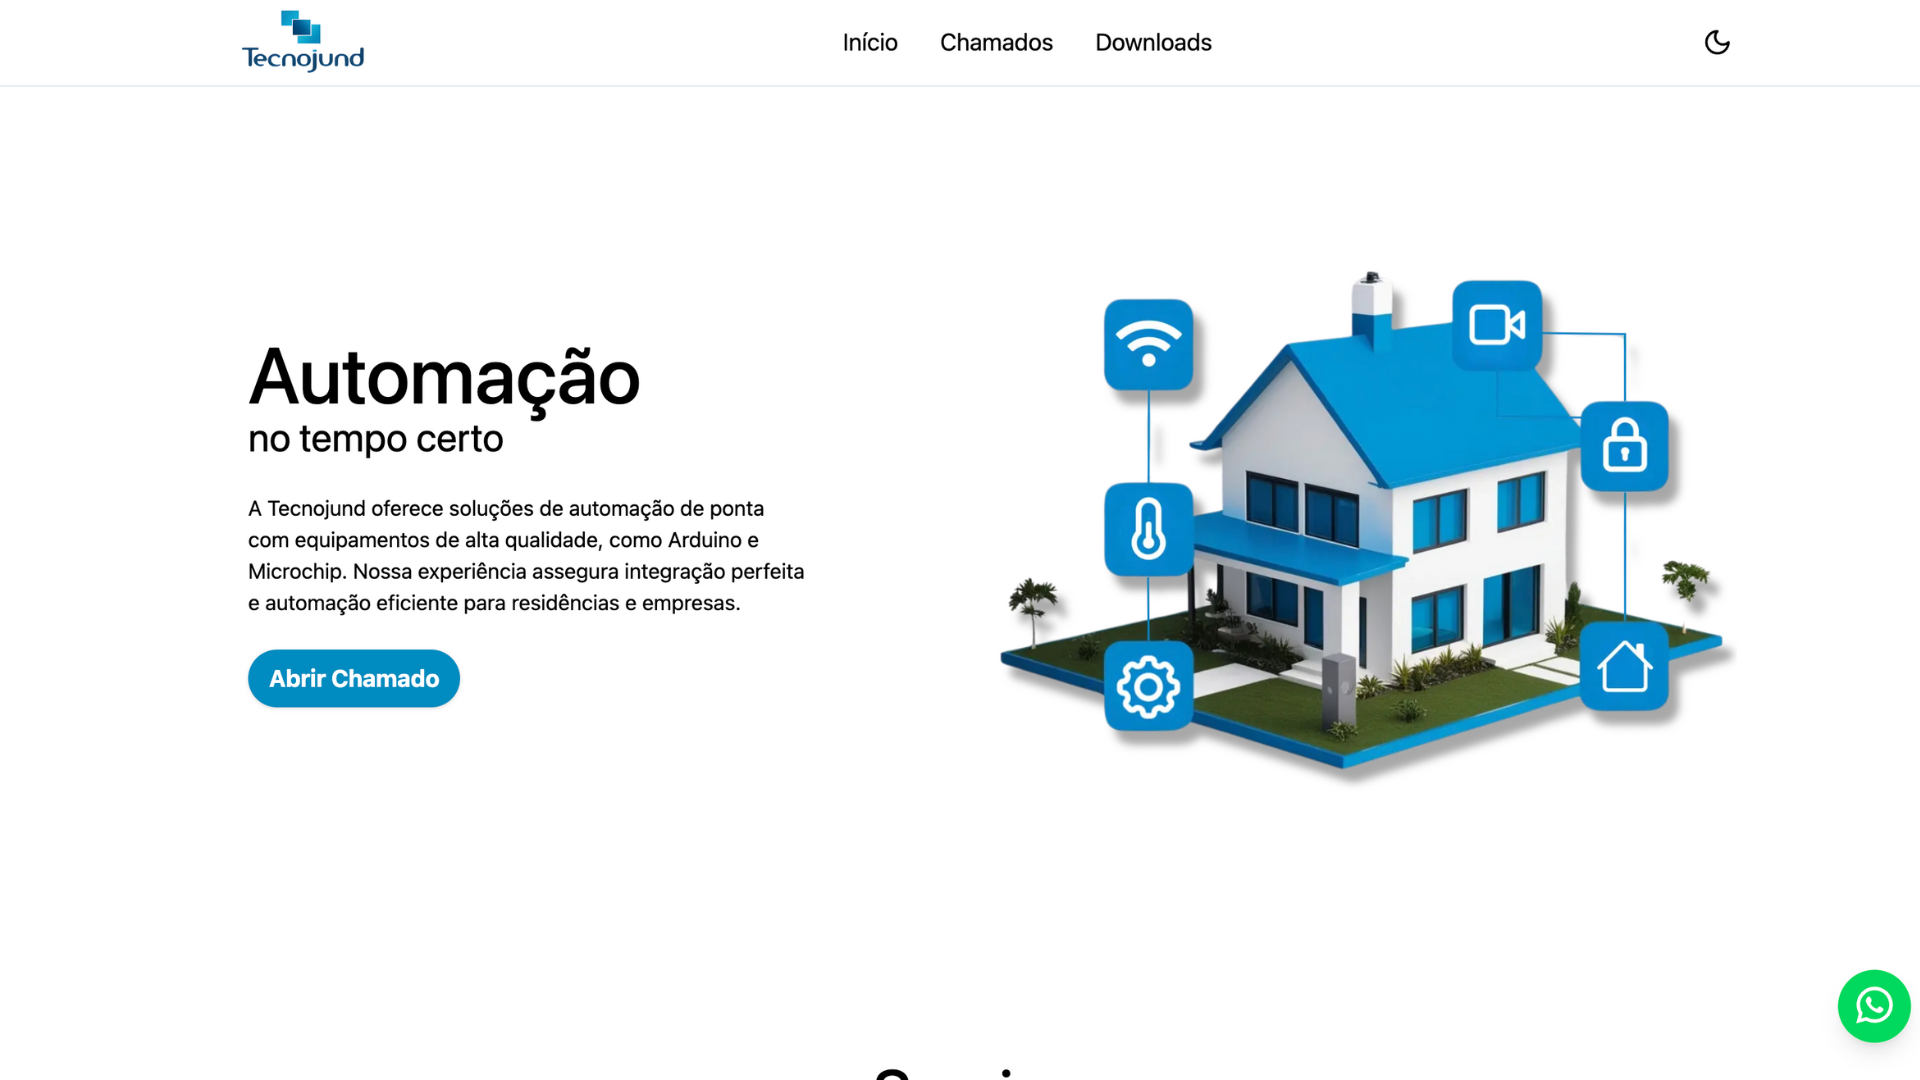 Tecnojund
Início
Chamados
Downloads
Automação
no tempo certo
A Tecnojund oferece soluções de automação de ponta
com equipamentos de alta qualidade, como Arduino e
Microchip. Nossa experiência assegura integração perfeita
e automação eficiente para residências e empresas.
Abrir Chamado